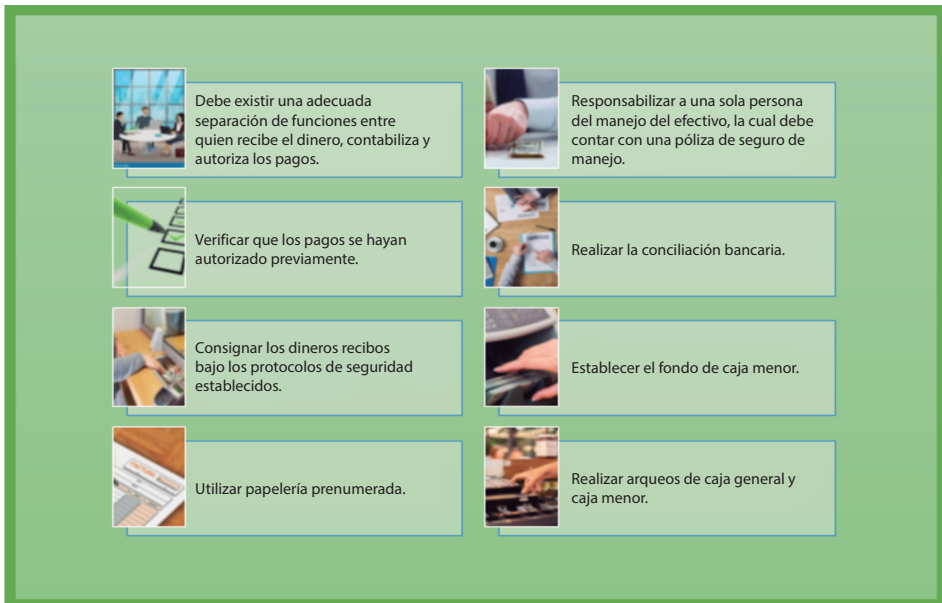 Debe existir una adecuada
separación de funciones entre
quien recibe el dinero, contabiliza y
autoriza los pagos.
Responsabilizar a una sola persona
del manejo del efectivo, la cual debe
contar con una póliza de seguro de
manejo.
Verificar que los pagos se hayan
autorizado previamente.
Realizar la conciliación bancaria.
Consignar los dineros recibos
bajo los protocolos de seguridad
establecidos.
Establecer el fondo de caja menor.
FACTURA
Utilizar papelería prenumerada.
Realizar arqueos de caja general y
caja menor.